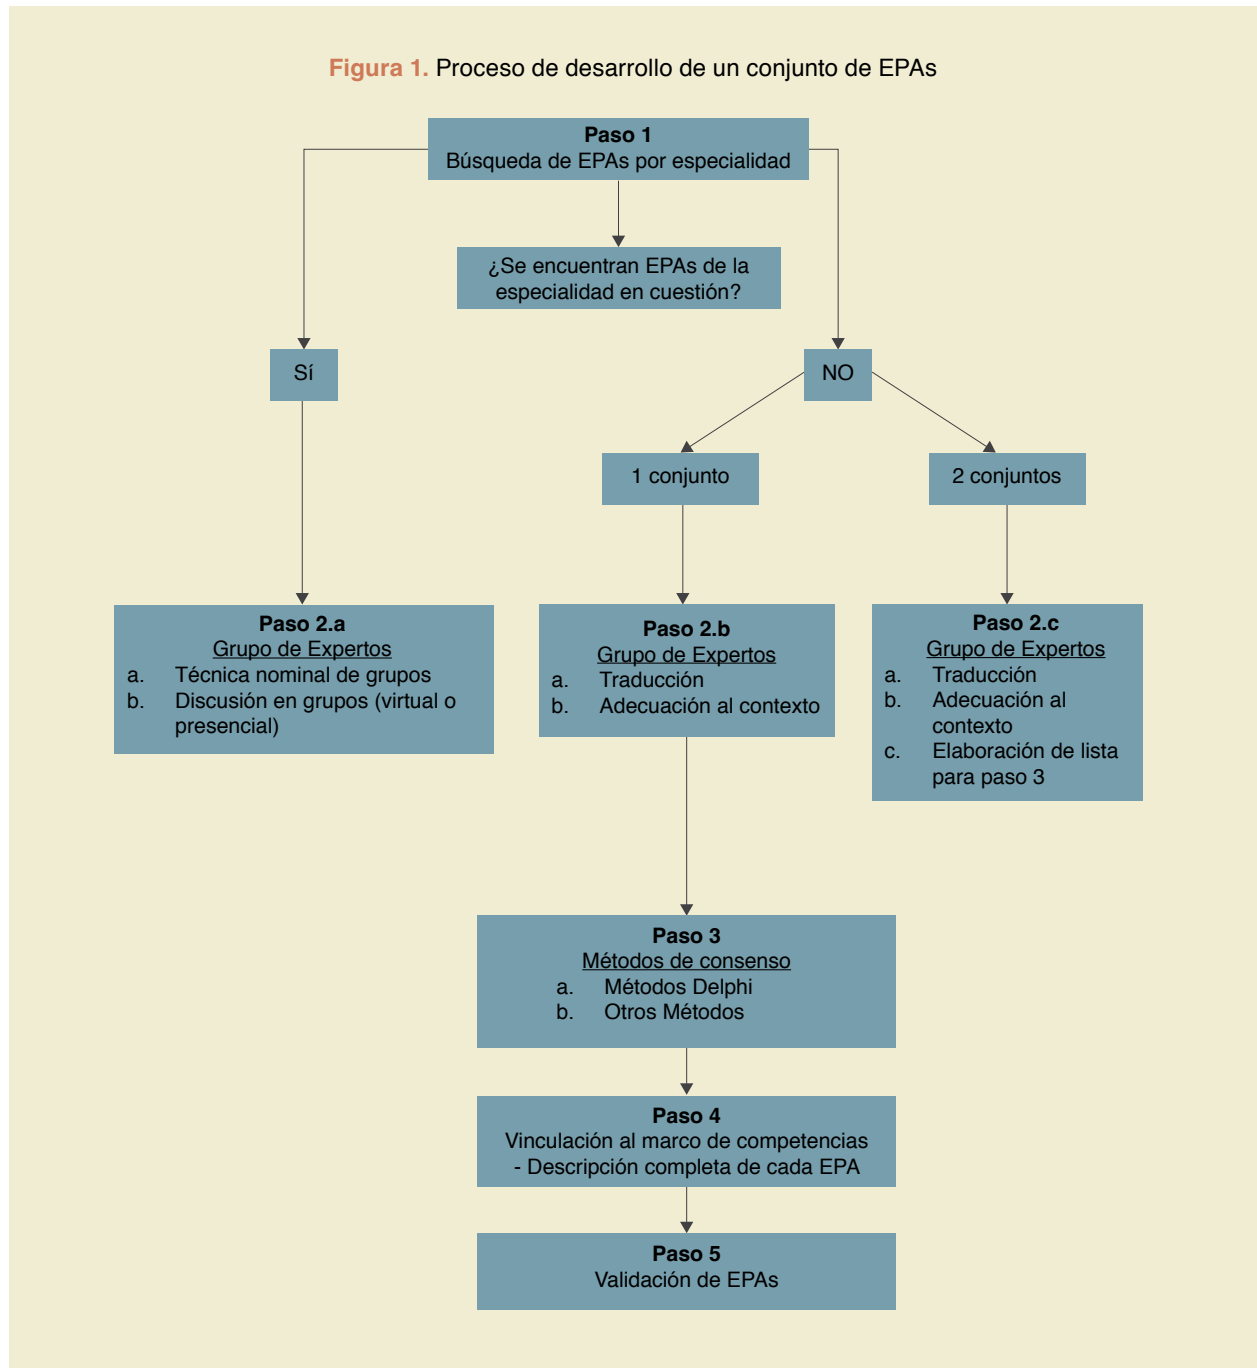 Figura 1. Proceso de desarrollo de un conjunto de EPAs
Paso 1
Búsqueda de EPAs por especialidad
¿Se encuentran EPAs de la
especialidad en cuestión?
Sí
NO
1 conjunto
2 conjuntos
Paso 2.a
Grupo de Expertos
a. Técnica nominal de grupos
b. Discusión en grupos (virtual o
presencial)
Paso 2.b
Grupo de Expertos
a. Traducción
b. Adecuación al contexto
Paso 2.c
Grupo de Expertos
a. Traducción
b. Adecuación al
contexto
c. Elaboración de lista
para paso 3
Paso 3
Métodos de consenso
a. Métodos Delphi
b. Otros Métodos
Paso 4
Vinculación al marco de competencias
- Descripción completa de cada EPA
Paso 5
Validación de EPAs